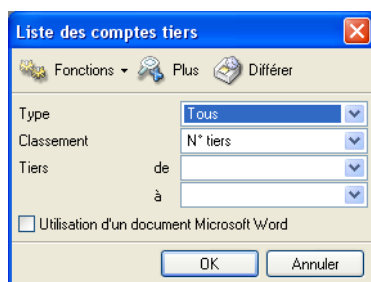 Liste des comptes tiers
Fonctions Plus Différer
Type Tous
Classement N° tiers
Tiers de
à
Utilisation d'un document Microsoft Word
OK Annuler